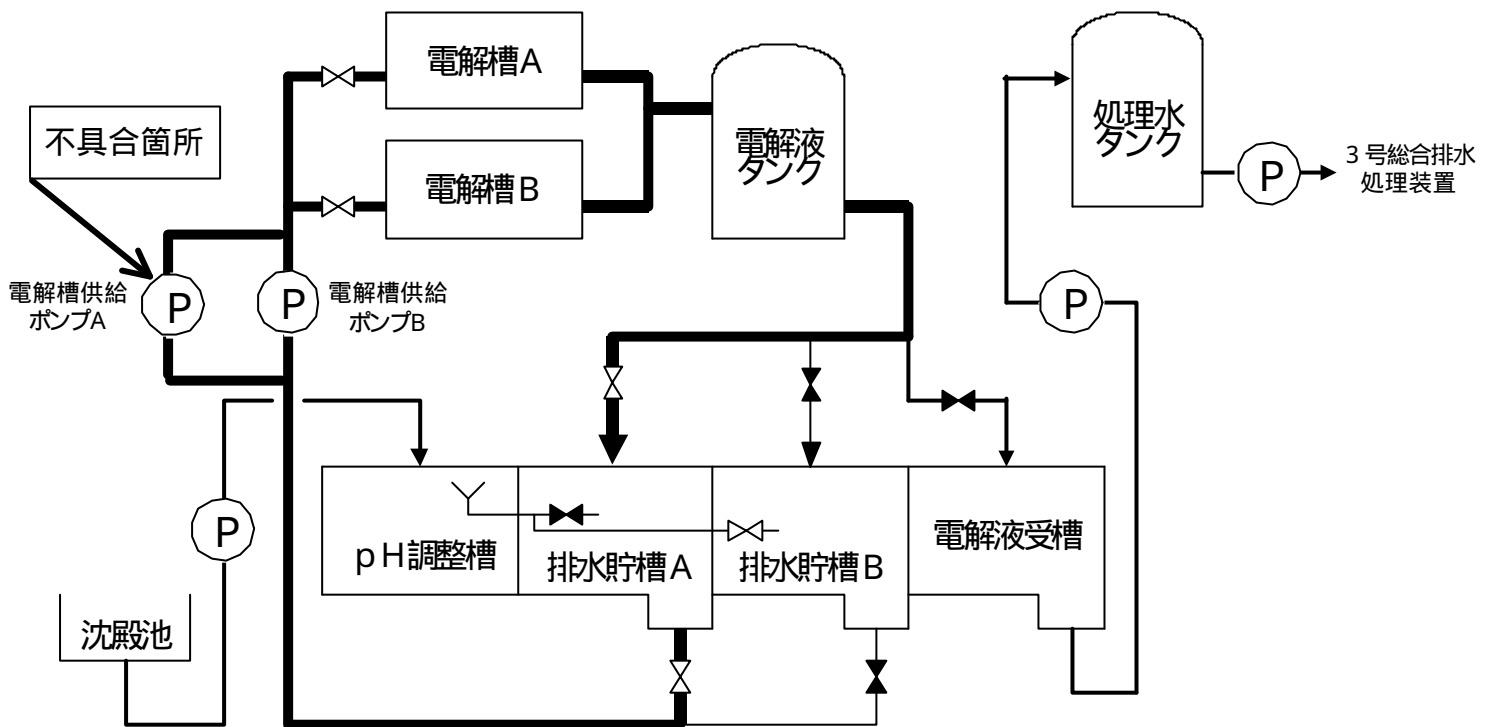 電解槽A
電解槽B
不具合箇所
電解液
タンク
処理水
タンク
P
3号総合排水
処理装置
電解槽供給
ポンプA
P
P
電解槽供給
ポンプB
P
P
pH調整槽
排水貯槽A
排水貯槽B
電解液受槽
沈殿池